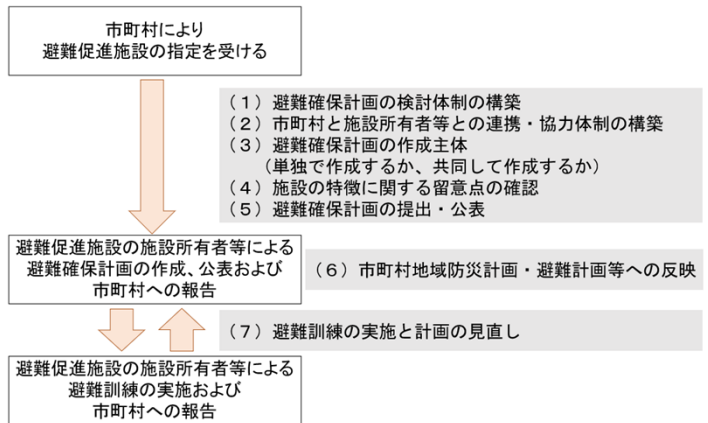 市町村により
避難促進施設の指定を受ける
（１）避難確保計画の検討体制の構築
（２）市町村と施設所有者等との連携・協力体制の構築
（３）避難確保計画の作成主体
（単独で作成するか、共同して作成するか）
（４）施設の特徴に関する留意点の確認
（５）避難確保計画の提出・公表
避難促進施設の施設所有者等による
避難確保計画の作成、公表および
市町村への報告
（６）市町村地域防災計画・避難計画等への反映
（７）避難訓練の実施と計画の見直し
避難促進施設の施設所有者等による
避難訓練の実施および
市町村への報告